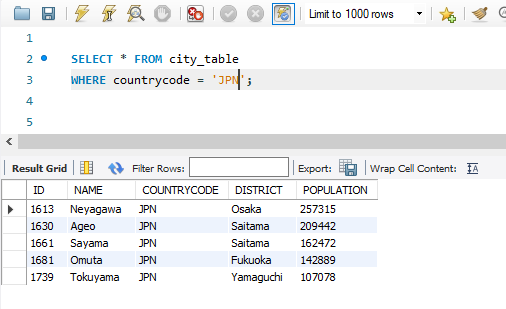 Limit to 1000 rows
1
2 SELECT * FROM city_table
3 WHERE countrycode = 'JPN';
4
5
Result Grid Filter Rows: Export: Wrap Cell Content: IA
ID NAME COUNTRYCODE DISTRICT POPULATION
1613 Neyagawa JPN Osaka 257315
1630 Ageo JPN Saitama 209442
1661 Sayama JPN Saitama 162472
1681 Omuta JPN Fukuoka 142889
1739 Tokuyama JPN Yamaguchi 107078